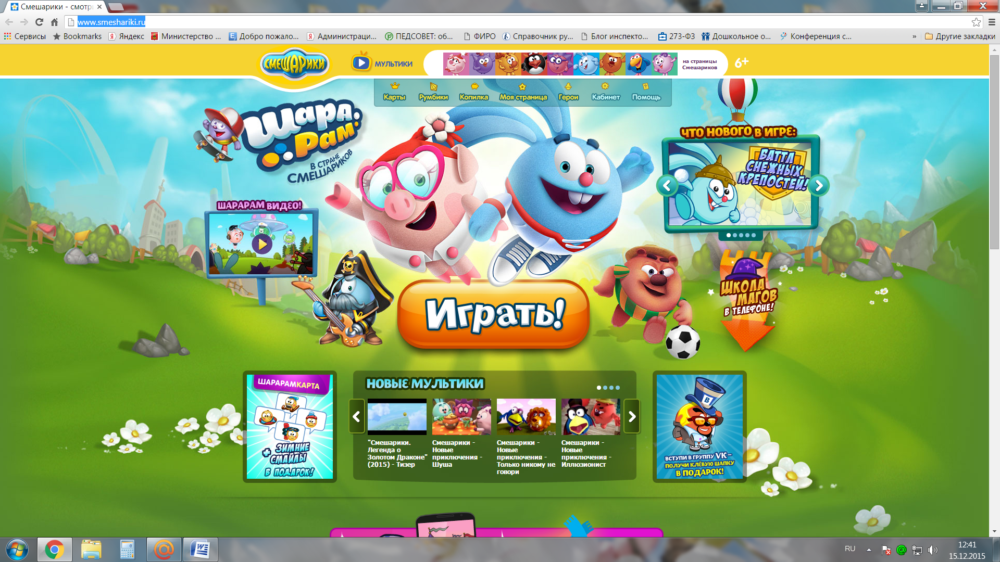 Смешарики - смотр
www.smeshariki.ru
Сервисы
Bookmarks
Яндекс
Министерство ...
Добро пожало...
Администраци...
ПЕДСОВЕТ: об...
ФИРО
Справочник ру...
Блог инспекто...
273-ФЗ
Дошкольное о...
Конференция с...
»
Другие закладки
СМЕШАРИКИ
МУЛЬТИКИ
на страницы
Смешариков
6+
Карты
Румбики
Копилка
Моя страница
Герои
Кабинет
Помощь
Шара
Рам
В СТРАНЕ
СМЕШАРИКОВ
ЧТО НОВОГО В ИГРЕ:
БАТТЛ
СНЕЖНЫХ
КРЕПОСТЕЙ!
ШАРАРАМ ВИДЕО!
Играть!
ШКОЛА
МАГОВ
В ТЕЛЕФОНЕ!
ШАРАРАМКАРТА
+ ЗИМНИЕ
СМАЙЛЫ
В ПОДАРОК!
НОВЫЕ МУЛЬТИКИ
"Смешарики.
Легенда о
Золотом Драконе"
(2015) - Тизер
Смешарики -
Новые
приключения -
Шуша
Смешарики -
Новые
приключения -
Только никому не
говори
Смешарики -
Новые
приключения -
Иллюзионист
В
ВСТУПИ В ГРУППУ VK–
ПОЛУЧИ КЛЁВУЮ ШАПКУ
В ПОДАРОК!
RU
12:41
15.12.2015